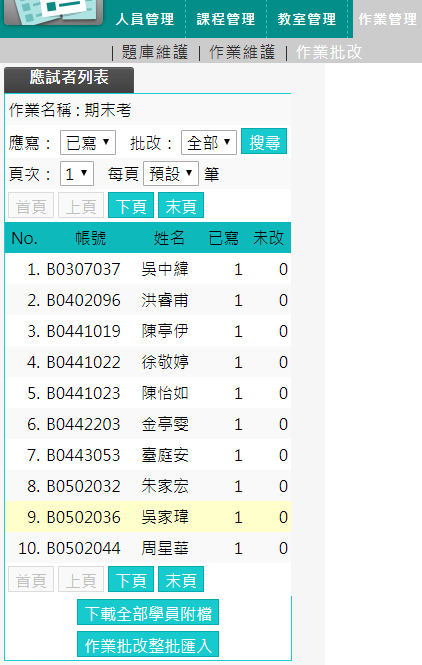 人員管理 課程管理 教室管理 作業管理
| 題庫維護 | 作業維護 | 作業批改
應試者列表
作業名稱 : 期末考
應寫 : 已寫 批改 : 全部 搜尋
頁次 : 1 每頁 預設 筆
首頁 上頁 下頁 末頁
No. 帳號 姓名 已寫 未改
1. B0307037 吳中緯 1 0
2. B0402096 洪睿甫 1 0
3. B0441019 陳亭伊 1 0
4. B0441022 徐敬婷 1 0
5. B0441023 陳怡如 1 0
6. B0442203 金亭雯 1 0
7. B0443053 臺庭安 1 0
8. B0502032 朱家宏 1 0
9. B0502036 吳家瑋 1 0
10. B0502044 周星華 1 0
首頁 上頁 下頁 末頁
下載全部學員附檔
作業批改整批匯入